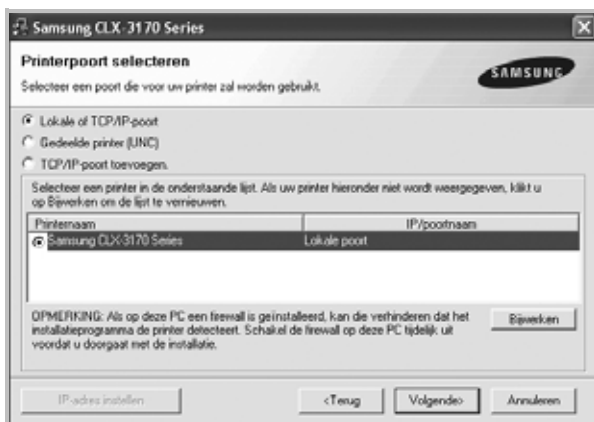 Samsung CLX-3170 Series
Printerpoort selecteren
Selecteer een poort die voor uw printer zal worden gebruikt.
SAMSUNG
Lokale of TCP/IP-poort
Gedeelde printer (UNC)
TCP/IP-poort toevoegen.
Selecteer een printer in de onderstaande lijst. Als uw printer hieronder niet wordt weergegeven, klikt u
op Bijwerken om de lijst te vernieuwen.
Printernaam IP/poortnaam
Samsung CLX-3170 Series Lokale poort
OPMERKING: Als op deze PC een firewall is geïnstalleerd, kan die verhinderen dat het
installatieprogramma de printer detecteert. Schakel de firewall op deze PC tijdelijk uit
voordat u doorgaat met de installatie.
Bijwerken
IP-adres instellen <Terug Volgende> Annuleren